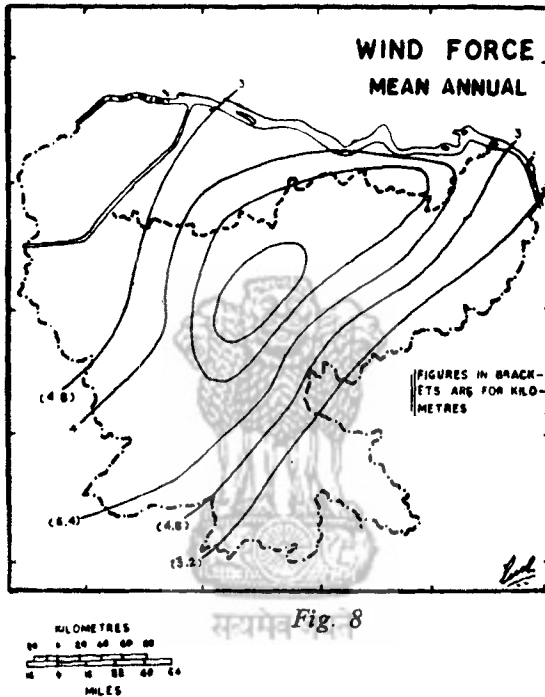 WIND FORCE
MEAN ANNUAL
3
3
FIGURES IN BRACK-
ETS ARE FOR KILO-
METRES
(4.8)
4
(6.4)
(4.8)
(3.2)
Fig. 8
सत्यमेव जयते
KILOMETRES
MILES